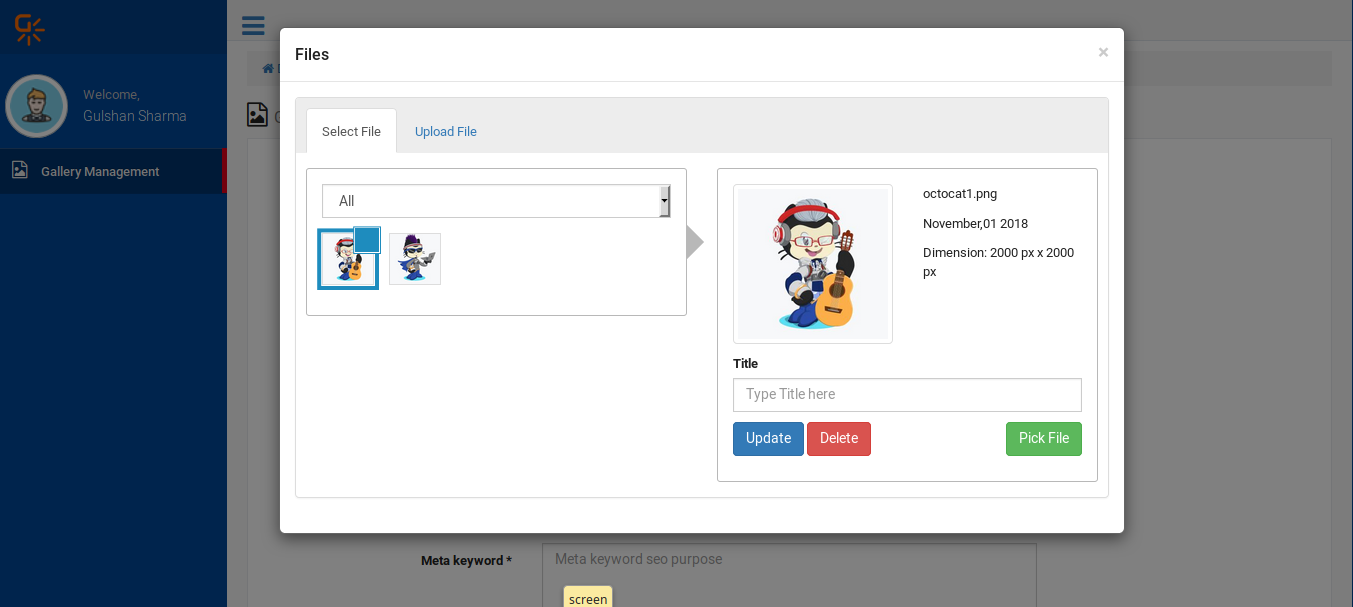 Files
×
Welcome,
Gulshan Sharma
Gallery Management
Select File
Upload File
All
octocat1.png
November,01 2018
Dimension: 2000 px x 2000
px
Title
Type Title here
Update
Delete
Pick File
Meta keyword *
Meta keyword seo purpose
screen